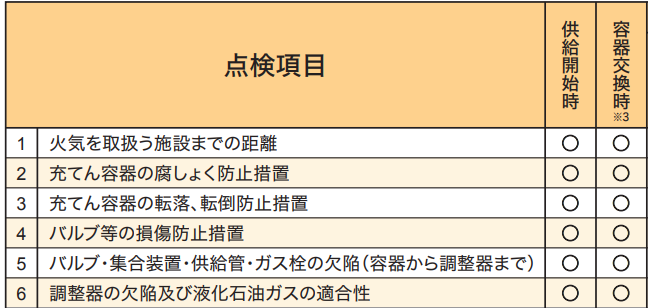 点検項目 供給開始時 容器交換時※3
1 火気を取扱う施設までの距離 ○ ○
2 充てん容器の腐しょく防止措置 ○ ○
3 充てん容器の転落、転倒防止措置 ○ ○
4 バルブ等の損傷防止措置 ○ ○
5 バルブ・集合装置・供給管・ガス栓の欠陥（容器から調整器まで） ○ ○
6 調整器の欠陥及び液化石油ガスの適合性 ○ ○